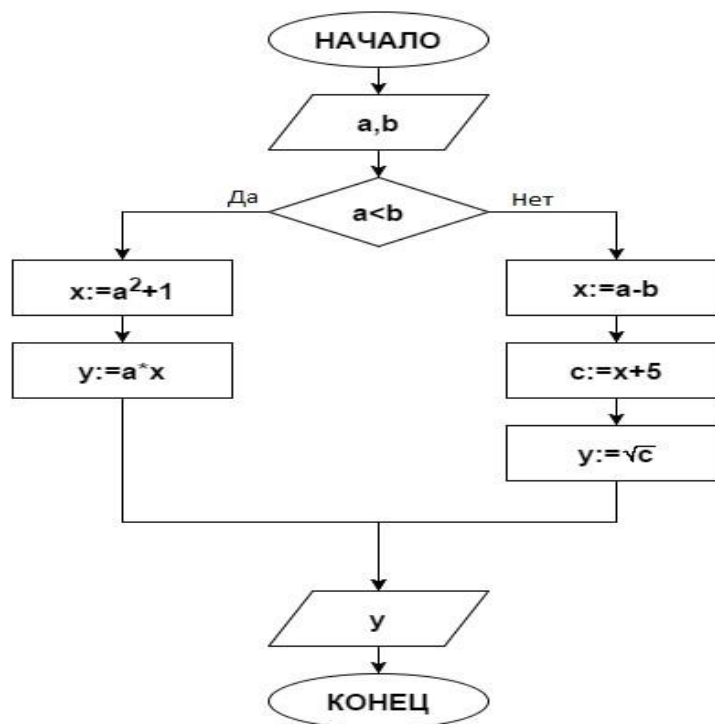 НАЧАЛО
a,b
Да
a<b
Нет
x:=a²+1
y:=a*x
x:=a-b
c:=x+5
y:=√c
y
КОНЕЦ